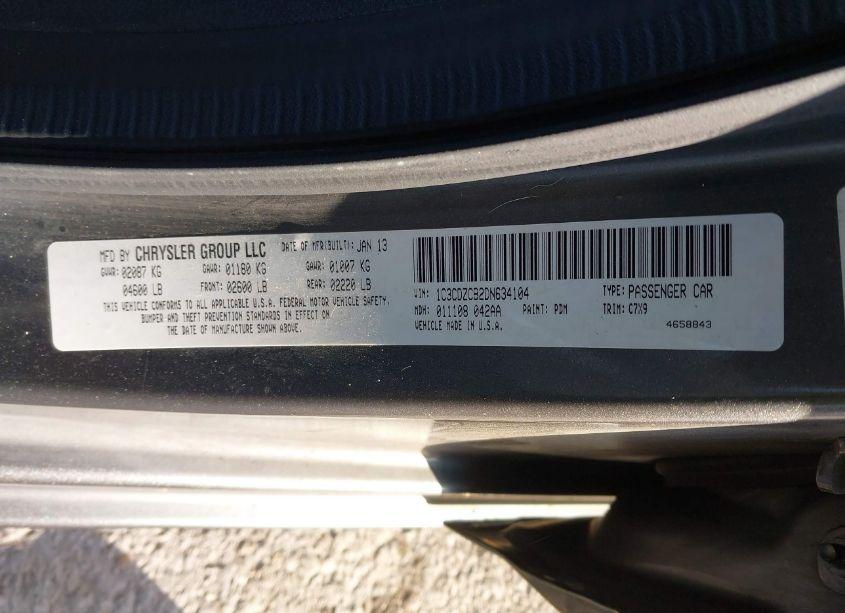 MFD BY CHRYSLER GROUP LLC DATE OF MFR(BUILT): JAN 13
GVWR: 02087 KG GAWR: 01180 KG GAWR: 01007 KG
04600 LB FRONT: 02600 LB REAR: 02220 LB
THIS VEHICLE CONFORMS TO ALL APPLICABLE U.S.A. FEDERAL MOTOR VEHICLE SAFETY,
BUMPER AND THEFT PREVENTION STANDARDS IN EFFECT ON
THE DATE OF MANUFACTURE SHOWN ABOVE.
VIN: 1C3CDZCB2DN634104 TYPE: PASSENGER CAR
MDH: 011108 042AA PAINT: PDM TRIM: C7X9
MADE IN U.S.A. 4658843